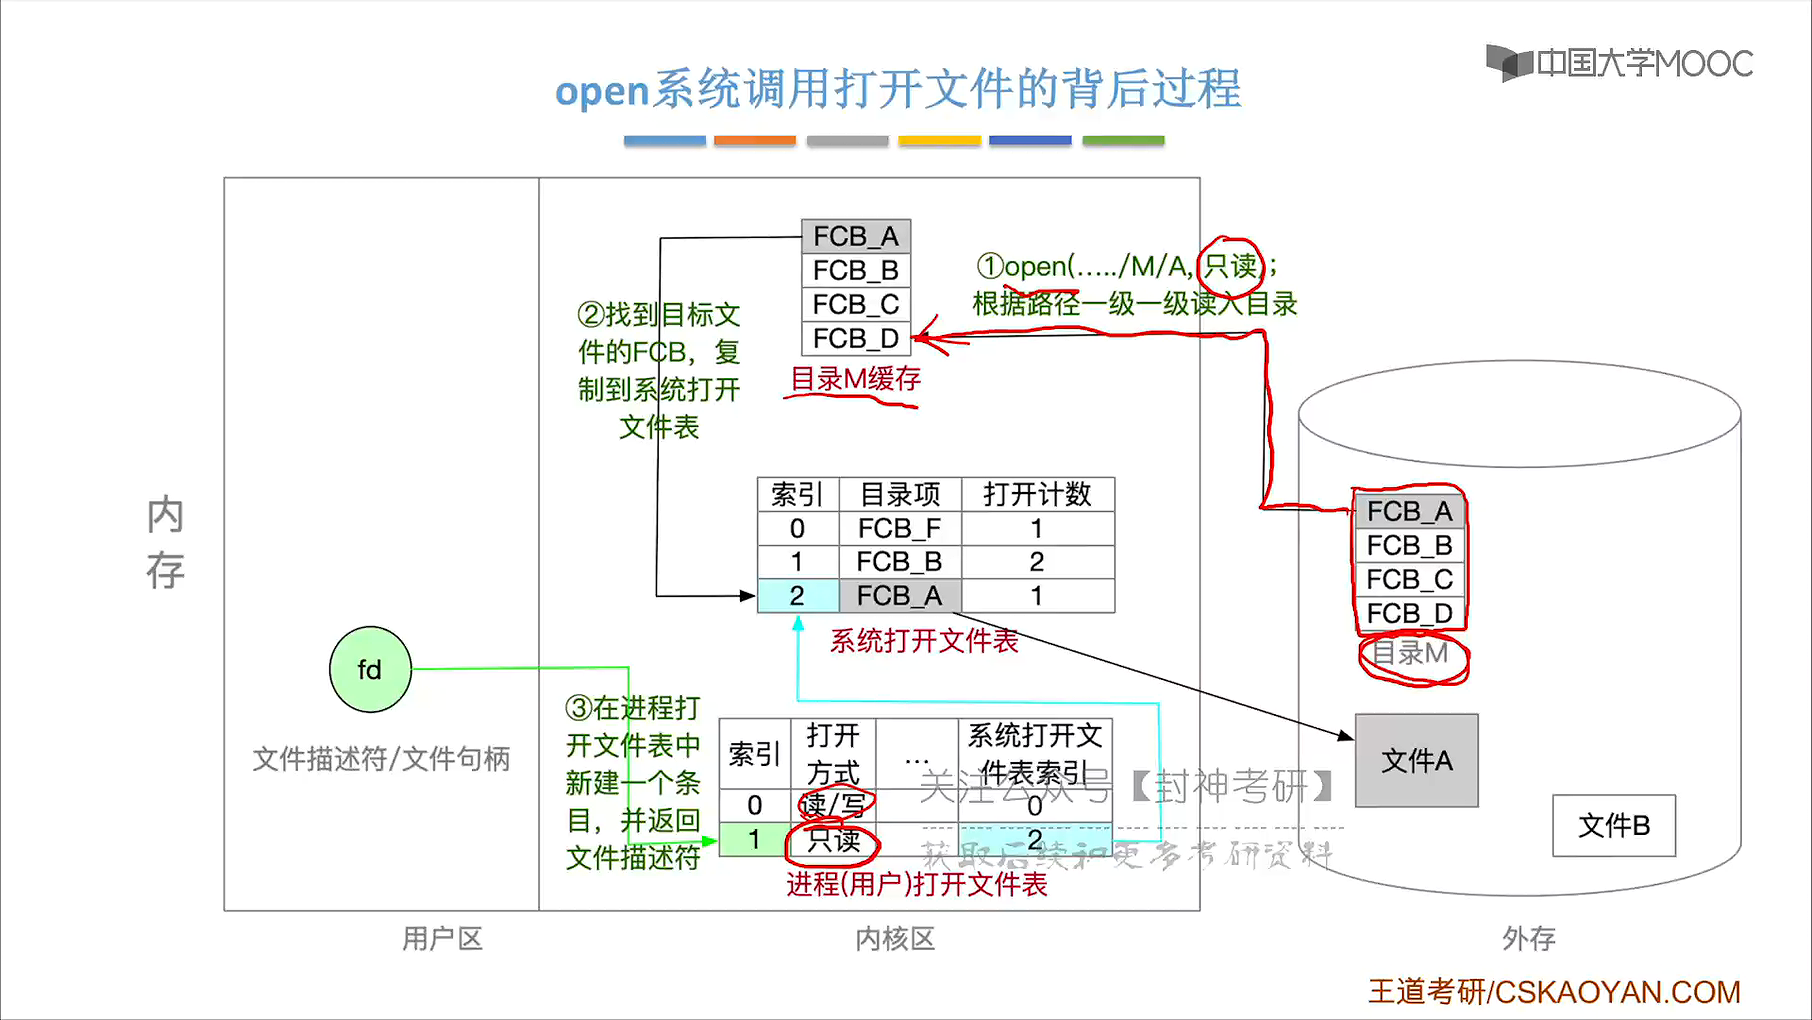 中国大学MOOC
open系统调用打开文件的背后过程
FCB_A
FCB_B
FCB_C
FCB_D
目录M缓存
①open(…../M/A, 只读) ;
根据路径一级一级读入目录
②找到目标文
件的FCB，复
制到系统打开
文件表
内
存
索引 目录项 打开计数
0 FCB_F 1
1 FCB_B 2
2 FCB_A 1
系统打开文件表
FCB_A
FCB_B
FCB_C
FCB_D
目录M
文件A
文件B
fd
文件描述符/文件句柄
③在进程打
开文件表中
新建一个条
目，并返回
文件描述符
索引 打开方式 … 系统打开文件表索引
0 读/写 0
1 只读 2
进程(用户)打开文件表
关注公众号【封神考研】
获取后续和更多考研资料
用户区
内核区
外存
王道考研/CSKAOYAN.COM